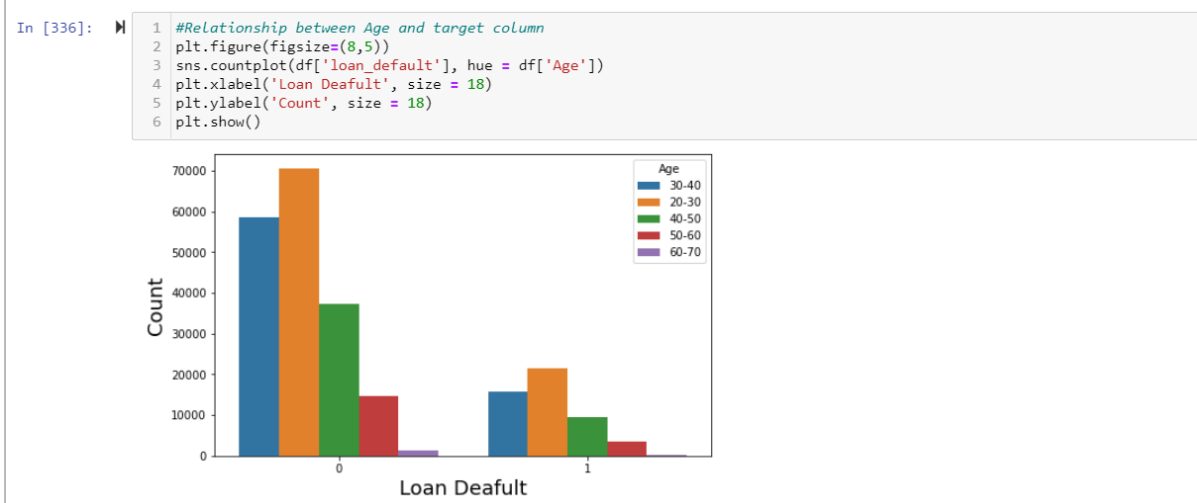 In [336]:
1 #Relationship between Age and target column
2 plt.figure(figsize=(8,5))
3 sns.countplot(df['loan_default'], hue = df['Age'])
4 plt.xlabel('Loan Deafult', size = 18)
5 plt.ylabel('Count', size = 18)
6 plt.show()
Age
30-40
20-30
40-50
50-60
60-70
70000
60000
50000
40000
30000
20000
10000
0
Count
0 1
Loan Deafult